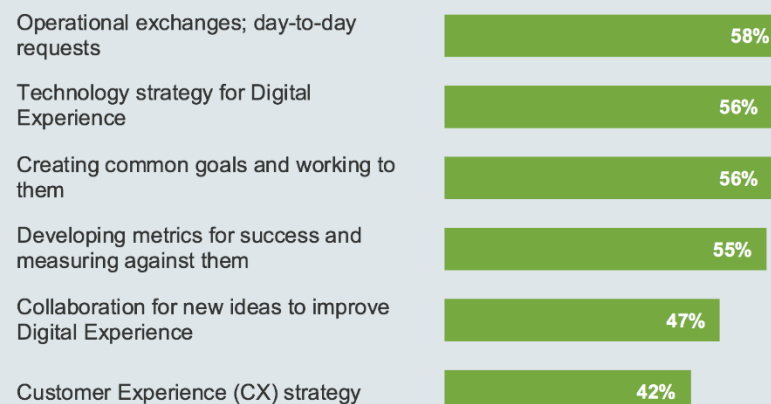 Operational exchanges; day-to-day
requests
58%
Technology strategy for Digital
Experience
56%
Creating common goals and working to
them
56%
Developing metrics for success and
measuring against them
55%
Collaboration for new ideas to improve
Digital Experience
47%
Customer Experience (CX) strategy
42%